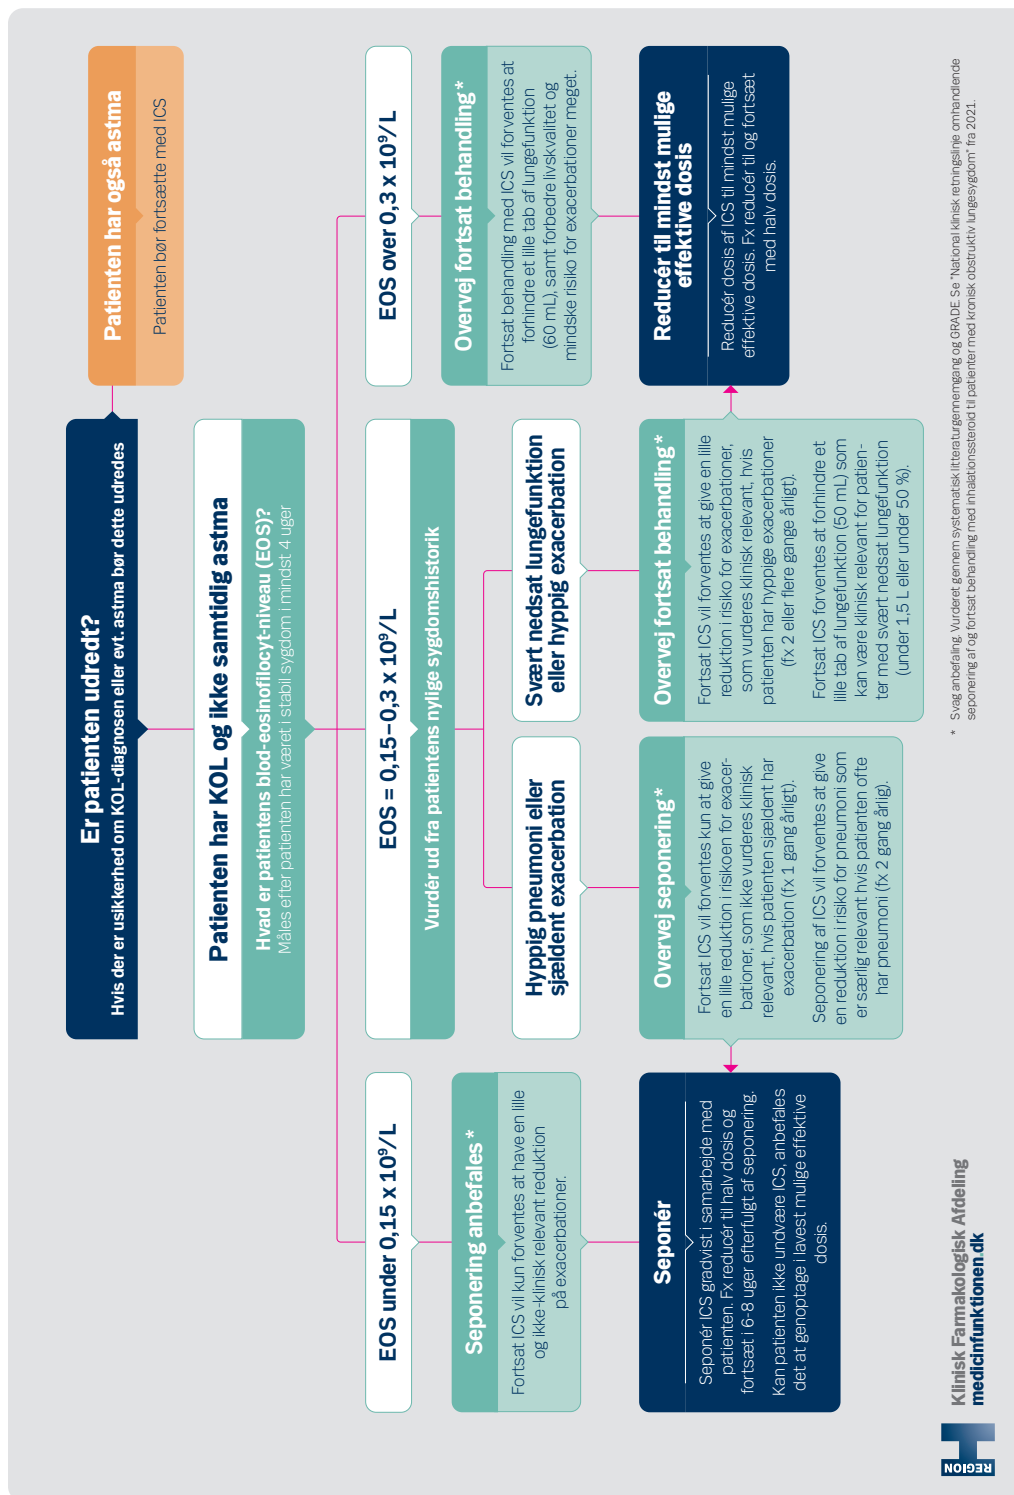 Er patienten udredt?
Hvis der er usikkerhed om KOL-diagnosen eller evt. astma bør dette udredes
Patienten har også astma
Patienten bør fortsætte med ICS
Patienten har KOL og ikke samtidig astma
Hvad er patientens blod-eosinofilocyt-niveau (EOS)?
Måles efter patienten har været i stabil sygdom i mindst 4 uger
EOS under 0,15 x 10⁹/L
Seponering anbefales*
Fortsat ICS vil kun forventes at have en lille
og ikke-klinisk relevant reduktion
på exacerbationer.
EOS = 0,15–0,3 x 10⁹/L
Vurdér ud fra patientens nylige sygdomshistorik
Hyppig pneumoni eller
sjældent exacerbation
Overvej seponering*
Fortsat ICS vil forventes kun at give
en lille reduktion i risikoen for exacer-
bationer, som ikke vurderes klinisk
relevant, hvis patienten sjældent har
exacerbation (fx 1 gang årligt).
Seponering af ICS vil forventes at give
en reduktion i risiko for pneumoni som
er særlig relevant hvis patienten ofte
har pneumoni (fx 2 gang årlig).
Svært nedsat lungefunktion
eller hyppig exacerbation
Overvej fortsat behandling*
Fortsat ICS vil forventes at give en lille
reduktion i risiko for exacerbationer,
som vurderes klinisk relevant, hvis
patienten har hyppige exacerbationer
(fx 2 eller flere gange årligt).
Fortsat ICS forventes at forhindre et
lille tab af lungefunktion (50 mL) som
kan være klinisk relevant for patien-
ter med svært nedsat lungefunktion
(under 1,5 L eller under 50 %).
EOS over 0,3 x 10⁹/L
Overvej fortsat behandling*
Fortsat behandling med ICS vil forventes at
forhindre et lille tab af lungefunktion
(60 mL), samt forbedre livskvalitet og
mindske risiko for exacerbationer meget.
Seponér
Seponér ICS gradvist i samarbejde med
patienten. Fx reducér til halv dosis og
fortsæt i 6-8 uger efterfulgt af seponering.
Kan patienten ikke undvære ICS, anbefales
det at genoptage i lavest mulige effektive
dosis.
Reducér til mindst mulige
effektive dosis
Reducér dosis af ICS til mindst mulige
effektive dosis. Fx reducér til og fortsæt
med halv dosis.
REGION
Klinisk Farmakologisk Afdeling
medicinfunktionen.dk
* Svag anbefaling. Vurderet gennem systematisk litteraturgennemgang og GRADE. Se "National klinisk retningslinje omhandlende
seponering af og fortsat behandling med inhalationssteroid til patienter med kronisk obstruktiv lungesygdom" fra 2021.